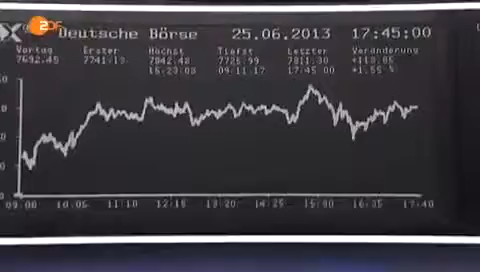 ZDF
Deutsche Börse 25.06.2013 17:45:00
Vortag Erster Höchst Tiefst Letzter Veränderung
7692.45 7741.13 7842.48 7725.99 7811.30 +118.85
15:23:00 09:11:17 17:45:00 +1.55 %
09:00 10:05 11:10 12:15 13:20 14:25 15:30 16:35 17:40